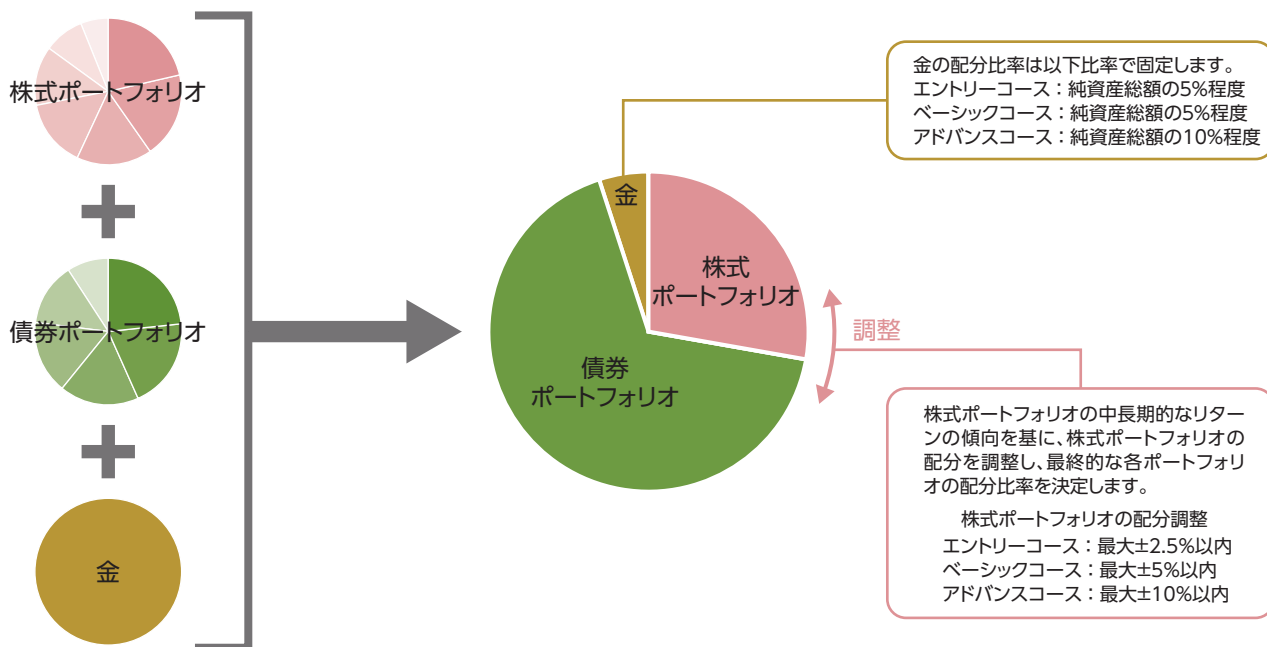 株式ポートフォリオ
債券ポートフォリオ
金
金
株式
ポートフォリオ
債券
ポートフォリオ
調整
金の配分比率は以下比率で固定します。
エントリーコース：純資産総額の5%程度
ベーシックコース：純資産総額の5%程度
アドバンスコース：純資産総額の10%程度
株式ポートフォリオの中長期的なリター
ンの傾向を基に、株式ポートフォリオの
配分を調整し、最終的な各ポートフォリ
オの配分比率を決定します。
株式ポートフォリオの配分調整
エントリーコース：最大±2.5%以内
ベーシックコース：最大±5%以内
アドバンスコース：最大±10%以内